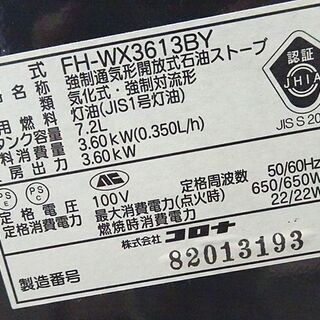 式 FH-WX3613BY
類 強制通気形開放式石油ストーブ
気化式・強制対流形
用燃料 灯油(JIS1号灯油)
タンク容量 7.2L
料消費量 3.60kW(0.350L/h)
房出力 3.60kW
認証
JHIA
JIS S 20
PS E
PS C
定格電圧 100V
定格周波数 50/60Hz
定格消費電力 最大消費電力(点火時) 650/650W
燃焼時消費電力 22/22W
株式会社コロナ
製造番号 82013193